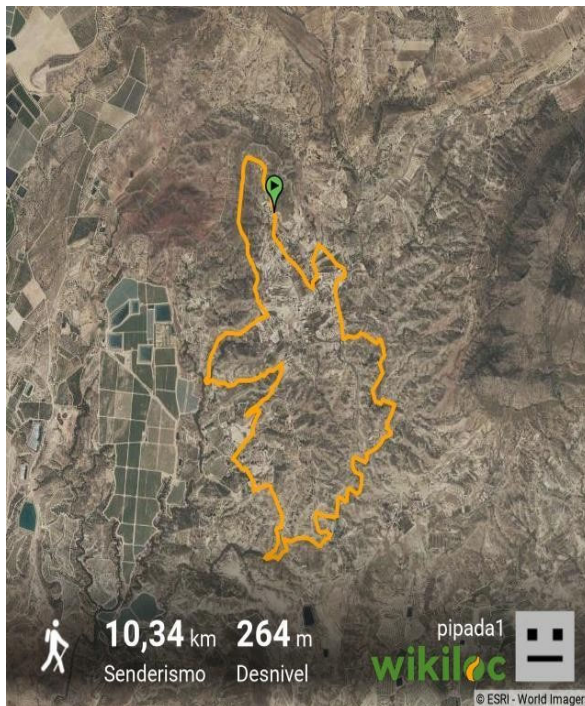 10,34 km
Senderismo
264 m
Desnivel
pipada1
wikiloc
© ESRI - World Imager